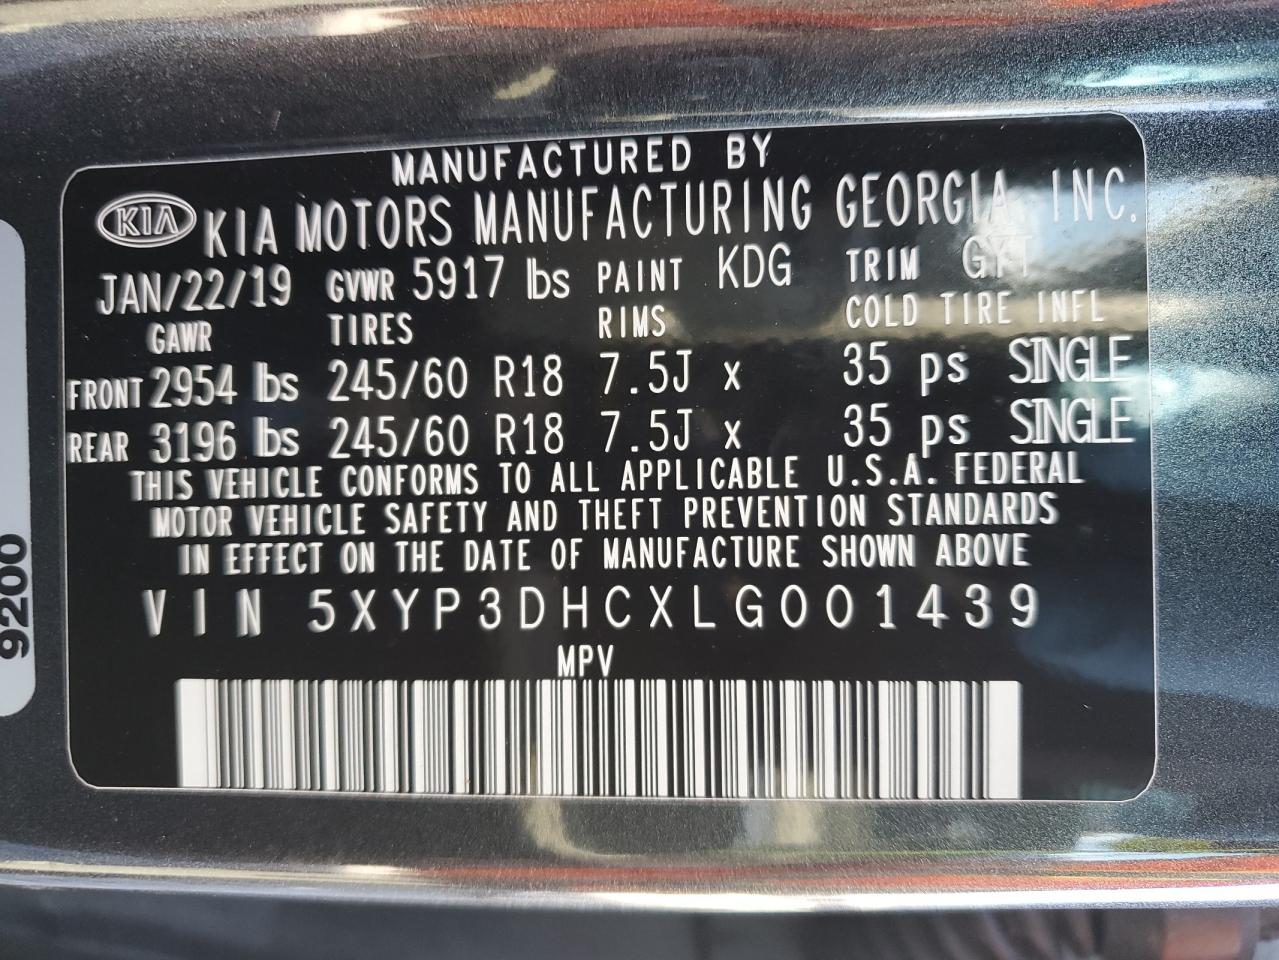 MANUFACTURED BY
KIA KIA MOTORS MANUFACTURING GEORGIA, INC.
JAN/22/19 GVWR 5917 lbs PAINT KDG TRIM GYT
GAWR TIRES RIMS COLD TIRE INFL
FRONT 2954 lbs 245/60 R18 7.5J x 35 ps SINGLE
REAR 3196 lbs 245/60 R18 7.5J x 35 ps SINGLE
THIS VEHICLE CONFORMS TO ALL APPLICABLE U.S.A. FEDERAL
MOTOR VEHICLE SAFETY AND THEFT PREVENTION STANDARDS
IN EFFECT ON THE DATE OF MANUFACTURE SHOWN ABOVE
VIN 5XYP3DHCXLG001439
MPV
9200